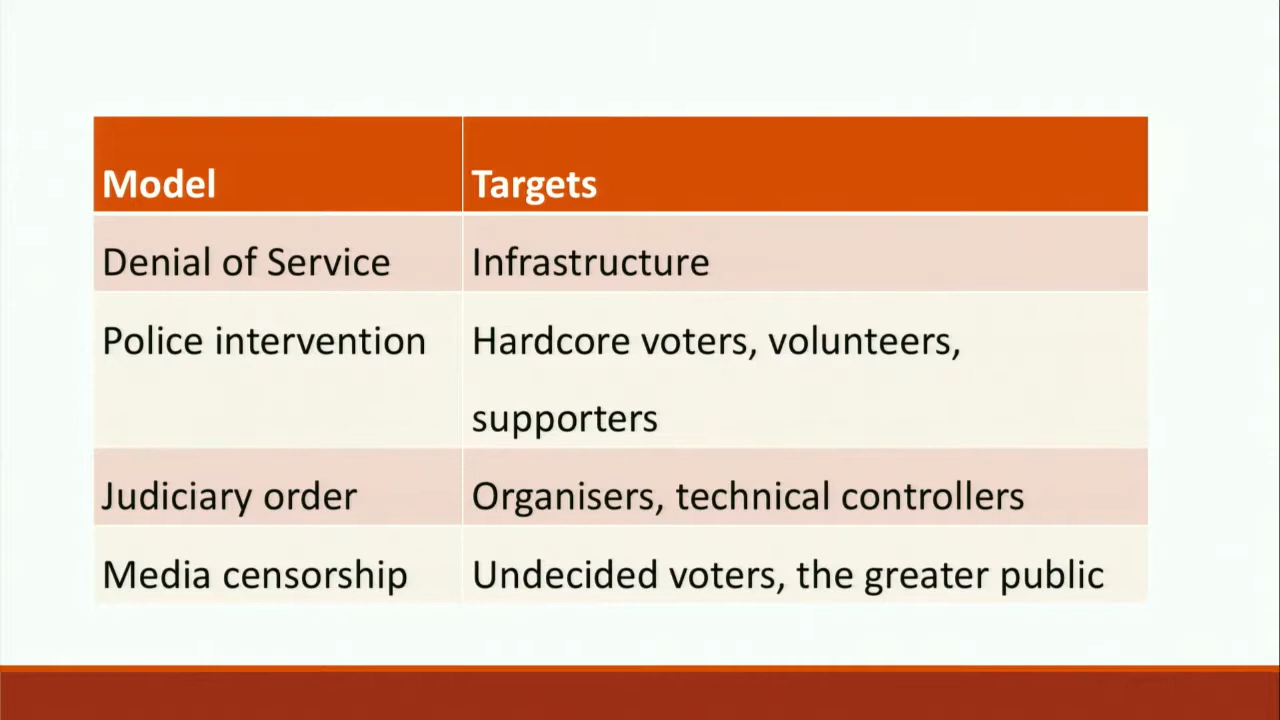 Model
Targets
Denial of Service
Infrastructure
Police intervention
Hardcore voters, volunteers,
supporters
Judiciary order
Organisers, technical controllers
Media censorship
Undecided voters, the greater public